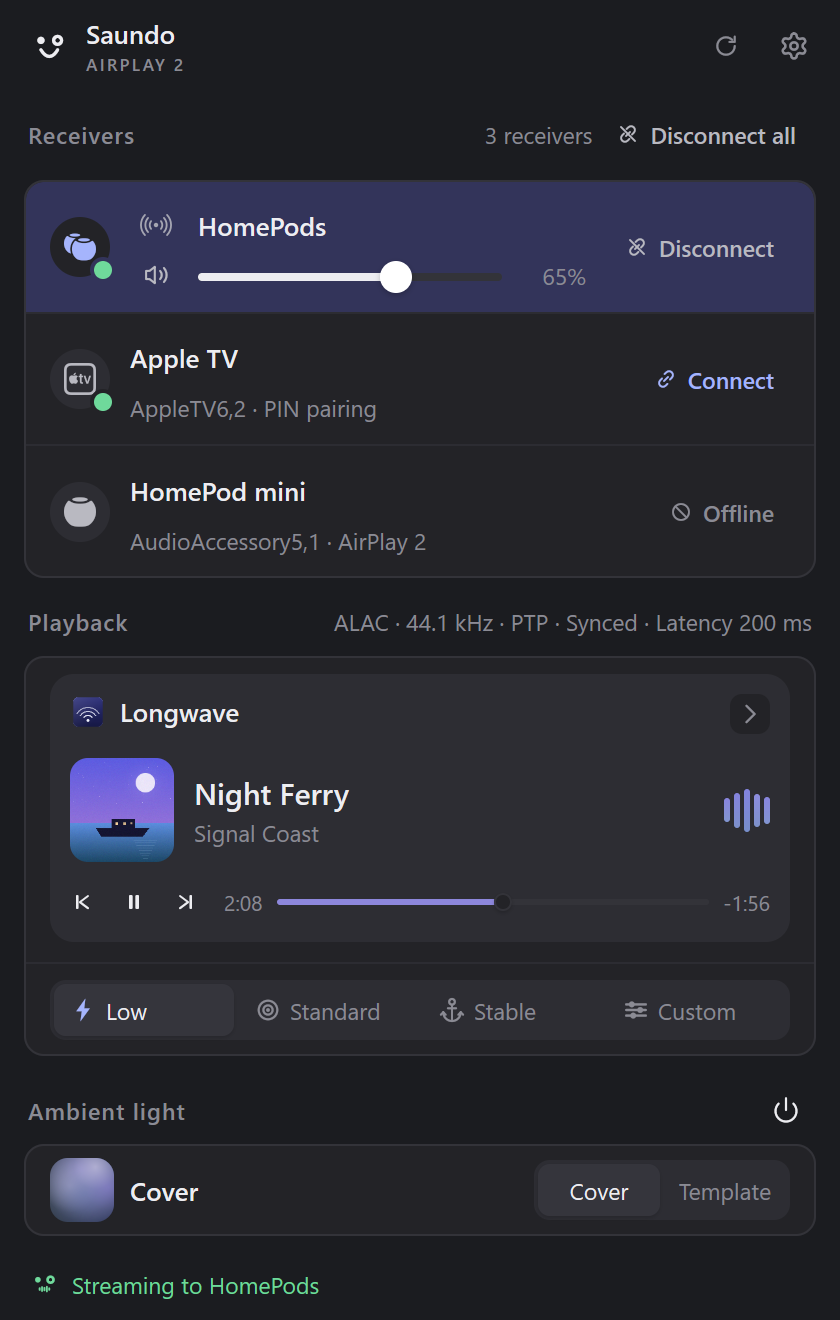 Saundo
AIRPLAY 2
Receivers
3 receivers
Disconnect all
HomePods
65%
Disconnect
tv
Apple TV
AppleTV6,2 · PIN pairing
Connect
HomePod mini
AudioAccessory5,1 · AirPlay 2
Offline
Playback
ALAC · 44.1 kHz · PTP · Synced · Latency 200 ms
Longwave
Night Ferry
Signal Coast
2:08
-1:56
Low
Standard
Stable
Custom
Ambient light
Cover
Cover
Template
Streaming to HomePods